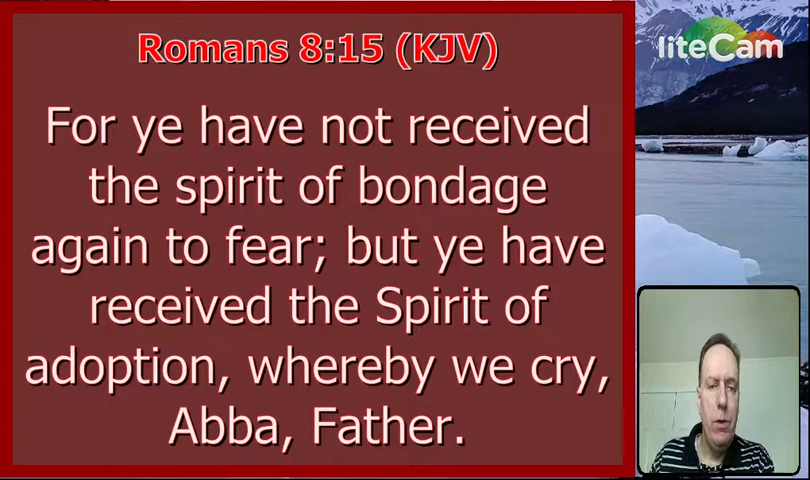 Romans 8:15 (KJV)
liteCam
For ye have not received
the spirit of bondage
again to fear; but ye have
received the Spirit of
adoption, whereby we cry,
Abba, Father.